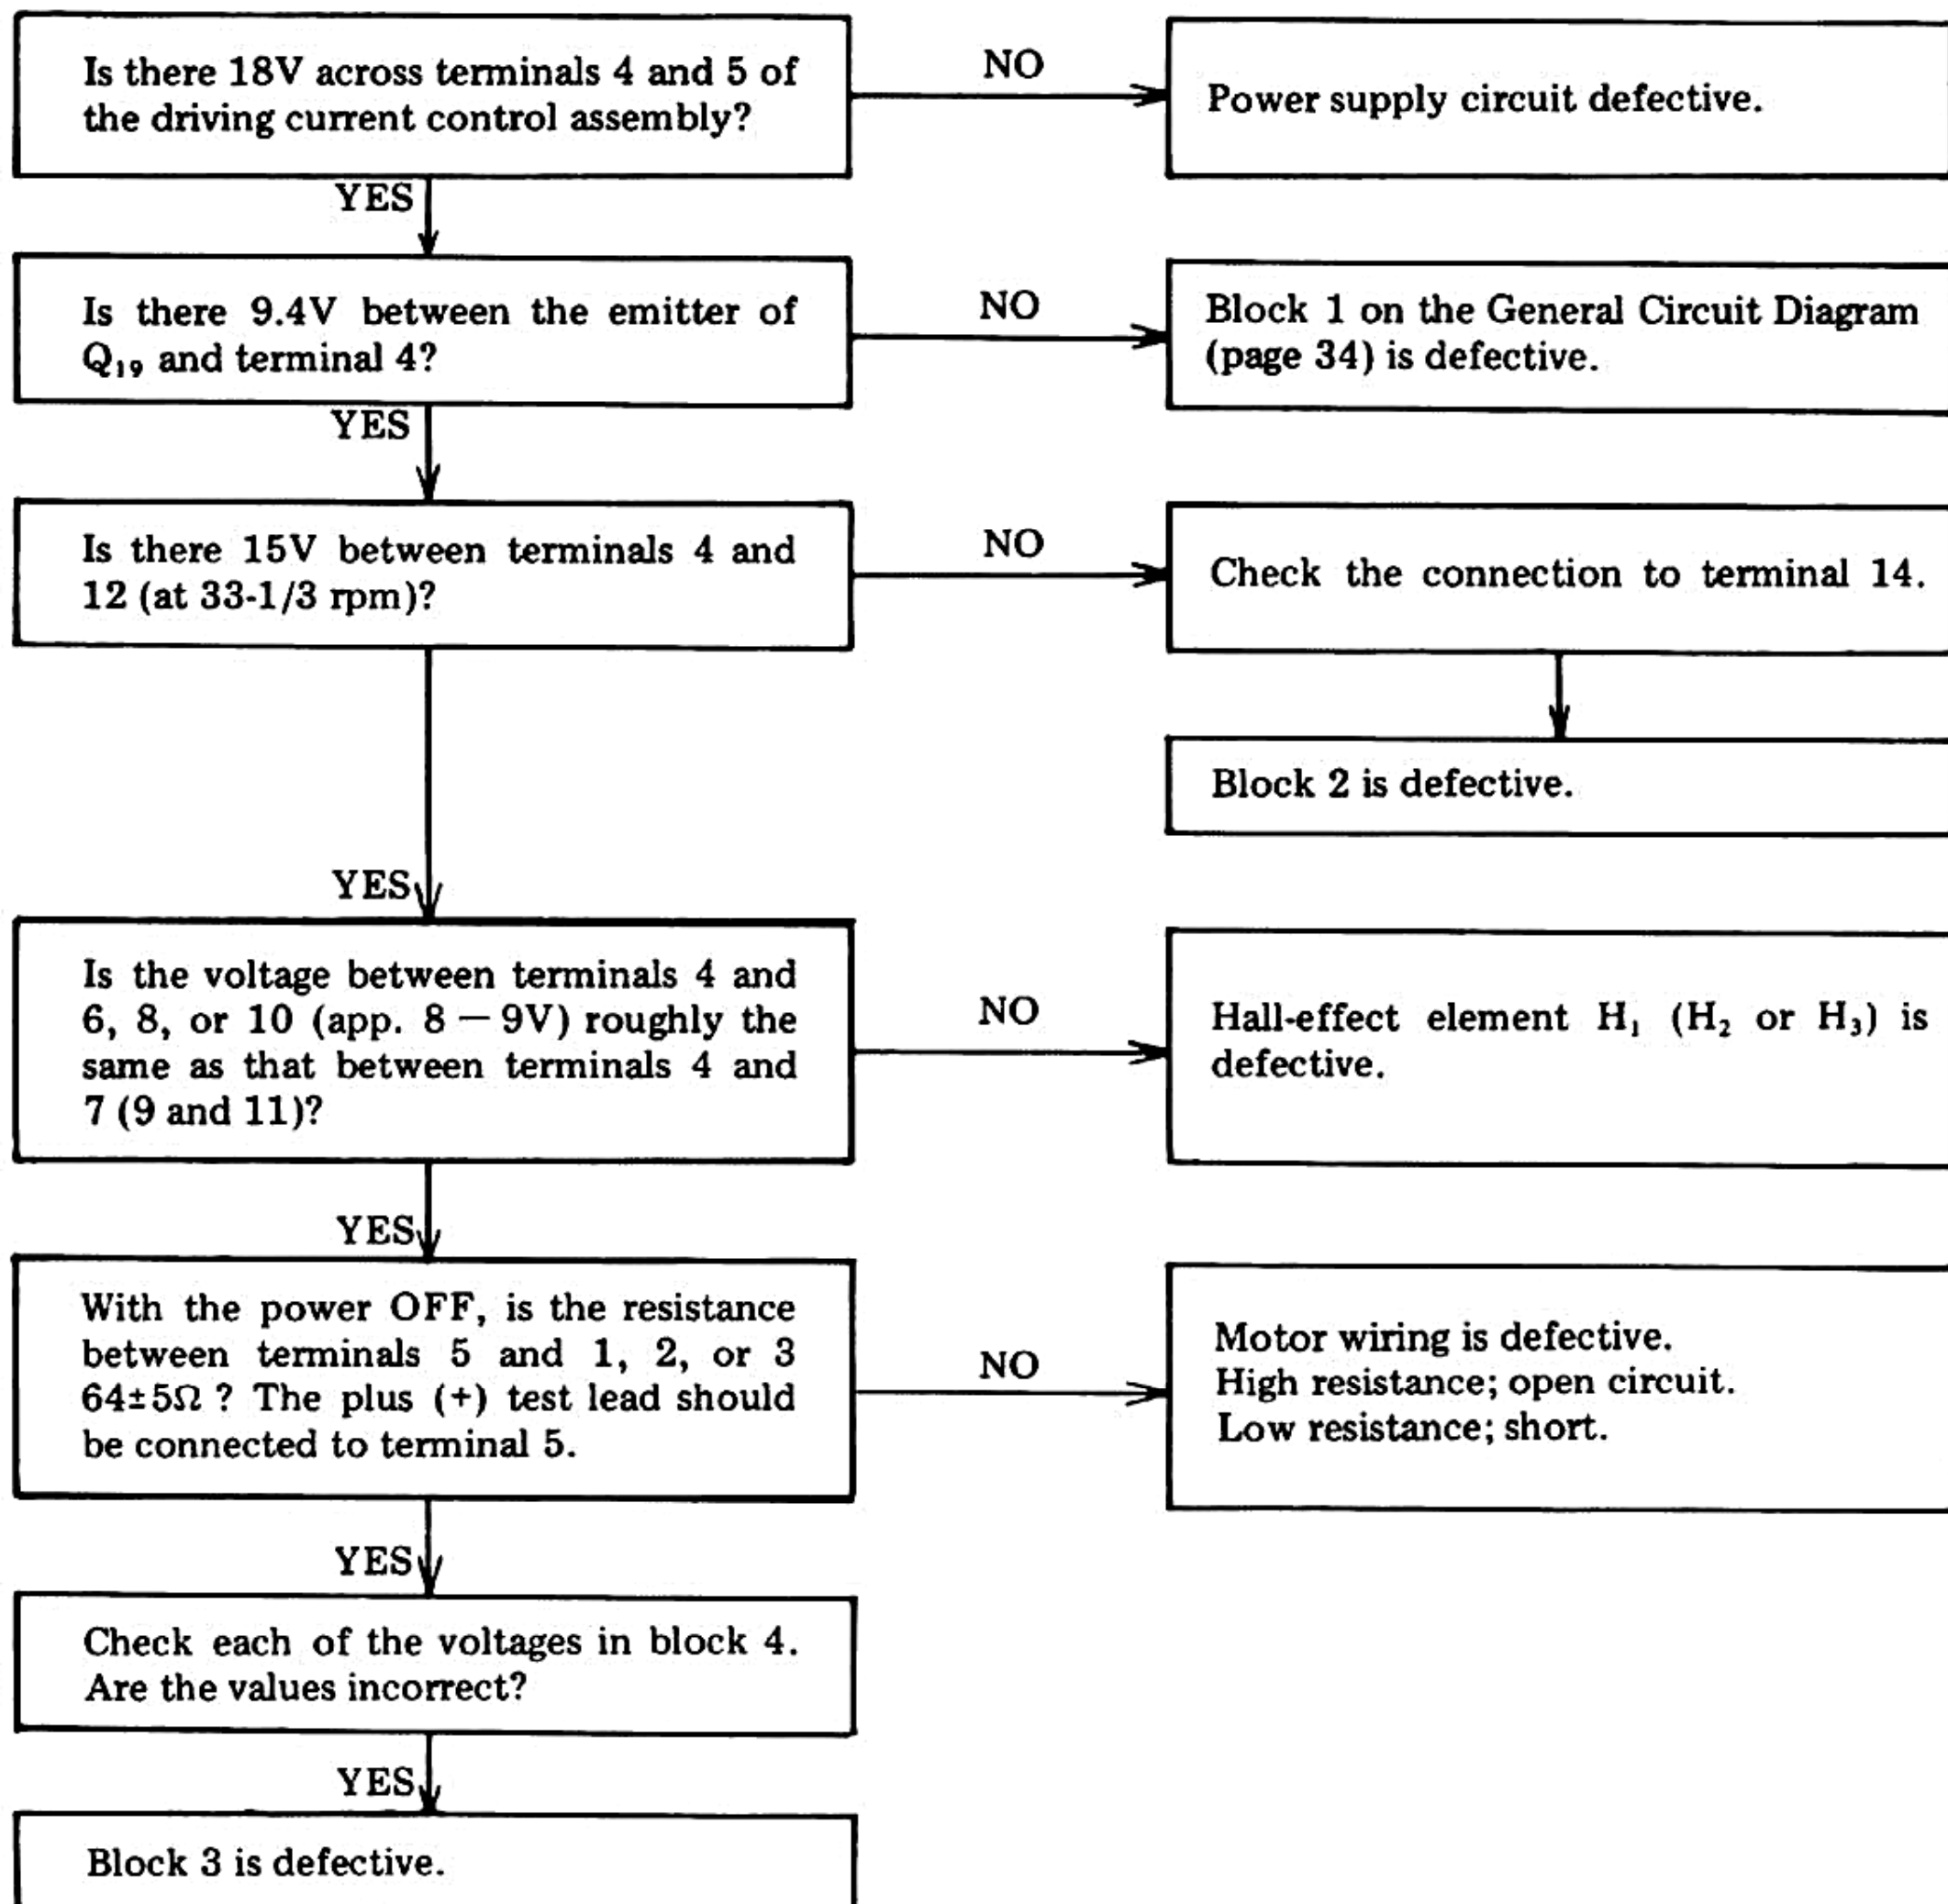 Is there 18V across terminals 4 and 5 of
the driving current control assembly?
NO
Power supply circuit defective.
YES
Is there 9.4V between the emitter of
Q₁₉ and terminal 4?
NO
Block 1 on the General Circuit Diagram
(page 34) is defective.
YES
Is there 15V between terminals 4 and
12 (at 33-1/3 rpm)?
NO
Check the connection to terminal 14.
Block 2 is defective.
YES
Is the voltage between terminals 4 and
6, 8, or 10 (app. 8 — 9V) roughly the
same as that between terminals 4 and
7 (9 and 11)?
NO
Hall-effect element H₁ (H₂ or H₃) is
defective.
YES
With the power OFF, is the resistance
between terminals 5 and 1, 2, or 3
64±5Ω ? The plus (+) test lead should
be connected to terminal 5.
NO
Motor wiring is defective.
High resistance; open circuit.
Low resistance; short.
YES
Check each of the voltages in block 4.
Are the values incorrect?
YES
Block 3 is defective.